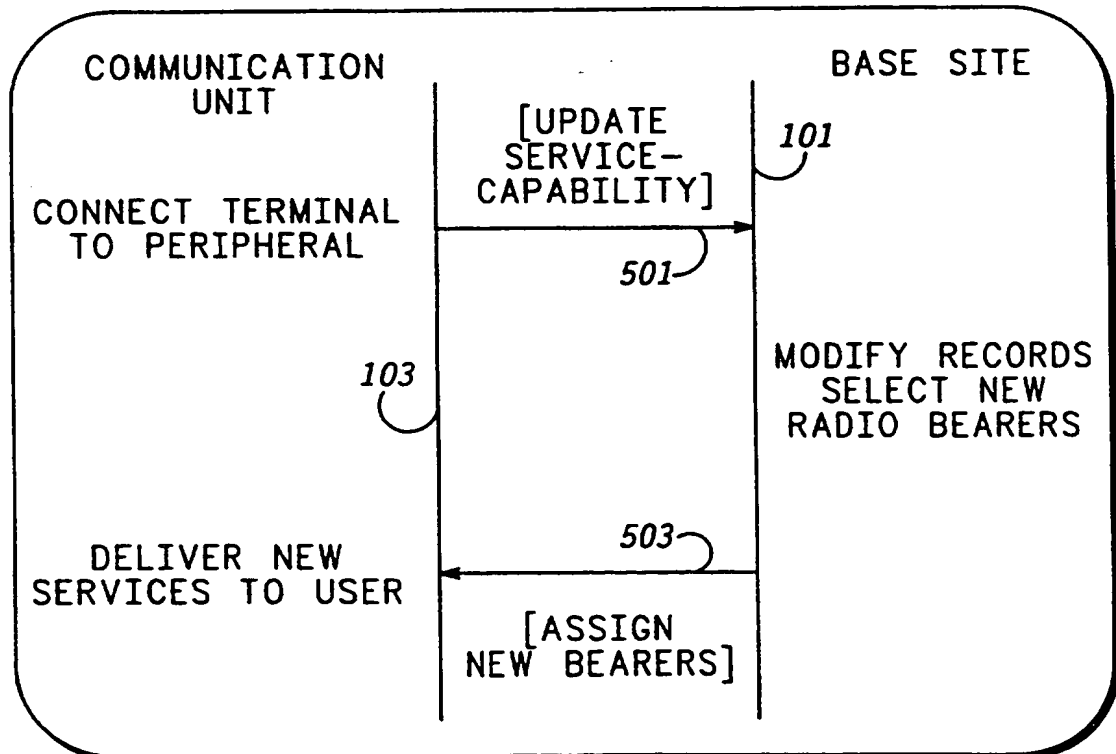 COMMUNICATION
UNIT
BASE SITE
[UPDATE
SERVICE-
CAPABILITY]
101
CONNECT TERMINAL
TO PERIPHERAL
501
103
MODIFY RECORDS
SELECT NEW
RADIO BEARERS
503
DELIVER NEW
SERVICES TO USER
[ASSIGN
NEW BEARERS]